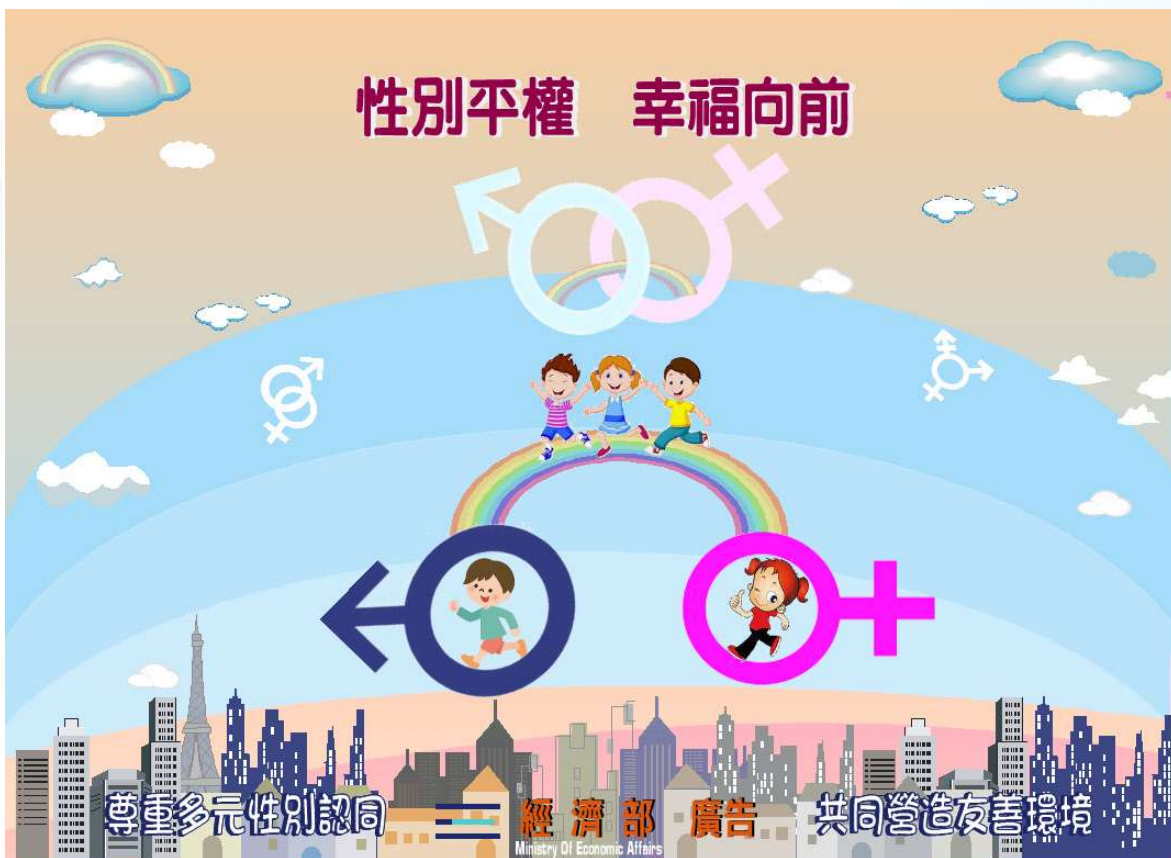 性別平權 幸福向前
尊重多元性別認同 經濟部 廣告 共同營造友善環境
Ministry Of Economic Affairs